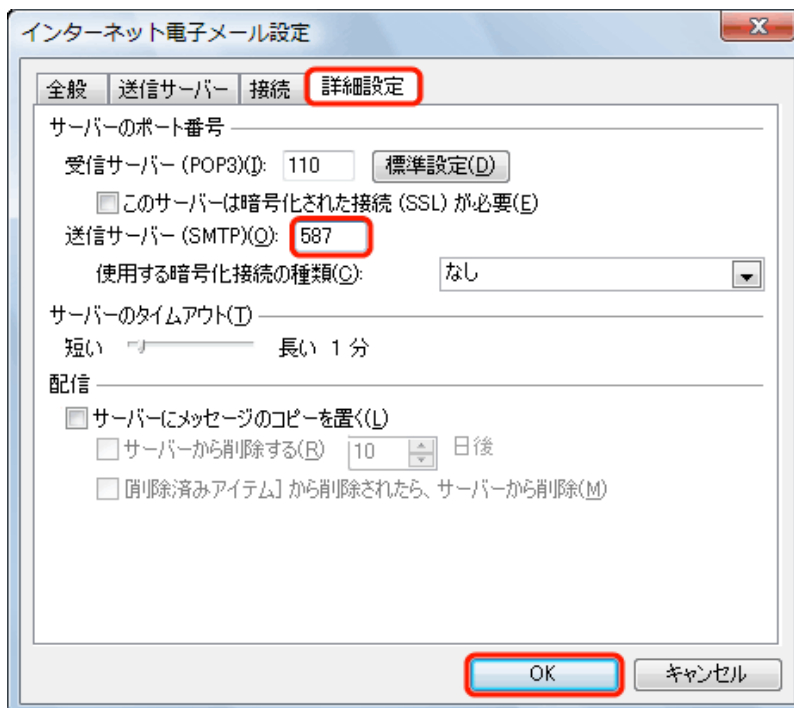 インターネット電子メール設定
全般 送信サーバー 接続 詳細設定
サーバーのポート番号
受信サーバー (POP3)(I): 110 標準設定(D)
このサーバーは暗号化された接続 (SSL) が必要(E)
送信サーバー (SMTP)(O): 587
使用する暗号化接続の種類(C): なし
サーバーのタイムアウト(T)
短い 長い 1 分
配信
サーバーにメッセージのコピーを置く(L)
サーバーから削除する(R) 10 日後
[削除済みアイテム] から削除されたら、サーバーから削除(M)
OK キャンセル